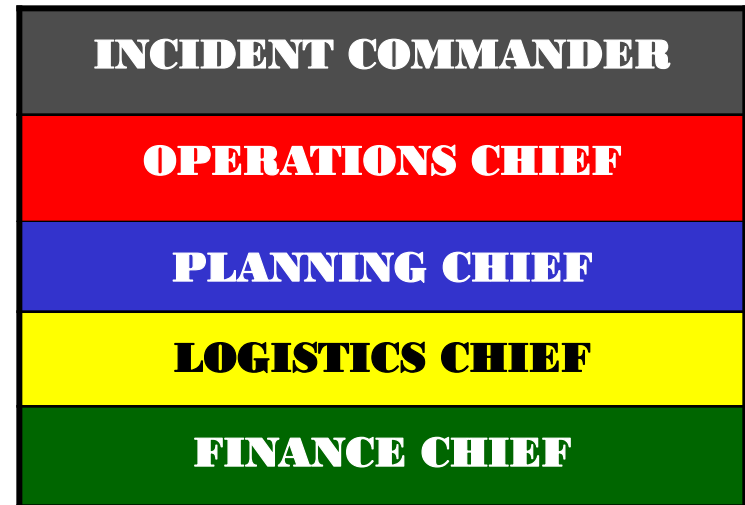 INCIDENT COMMANDER
OPERATIONS CHIEF
PLANNING CHIEF
LOGISTICS CHIEF
FINANCE CHIEF